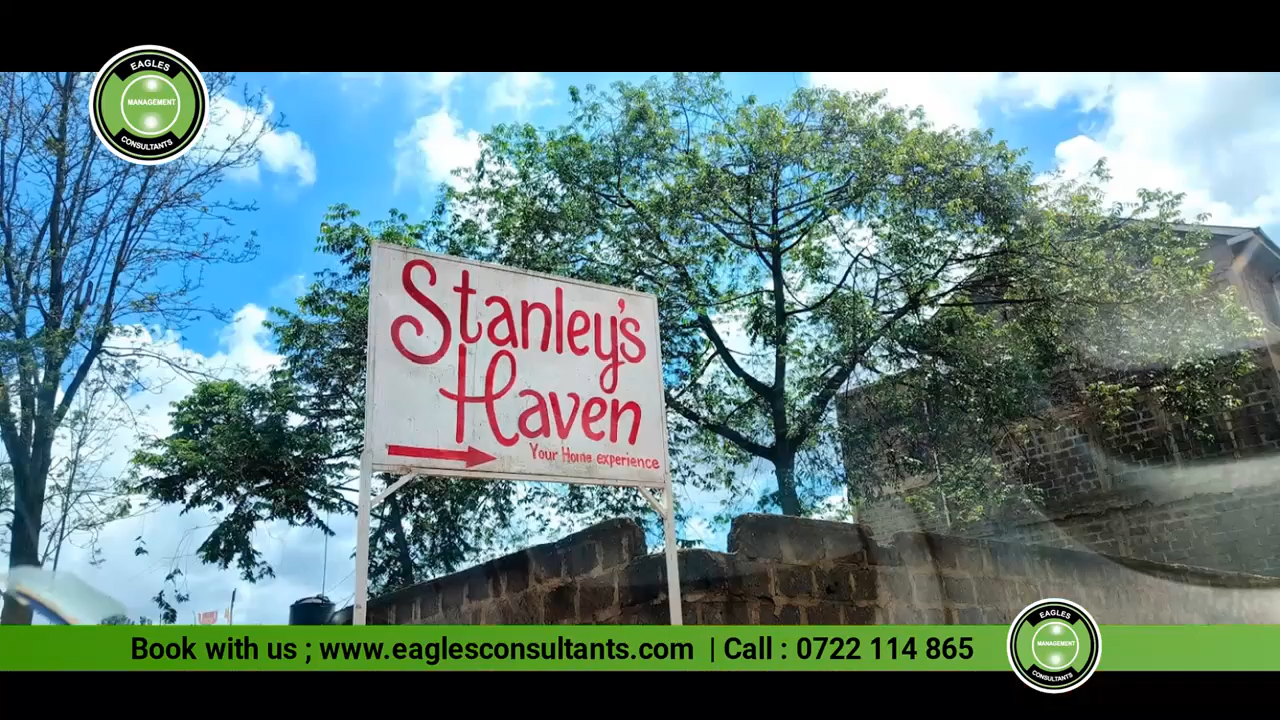 EAGLES
MANAGEMENT
CONSULTANTS
Stanley's
Haven
Your Home experience
Book with us ; www.eaglesconsultants.com | Call : 0722 114 865
EAGLES
MANAGEMENT
CONSULTANTS